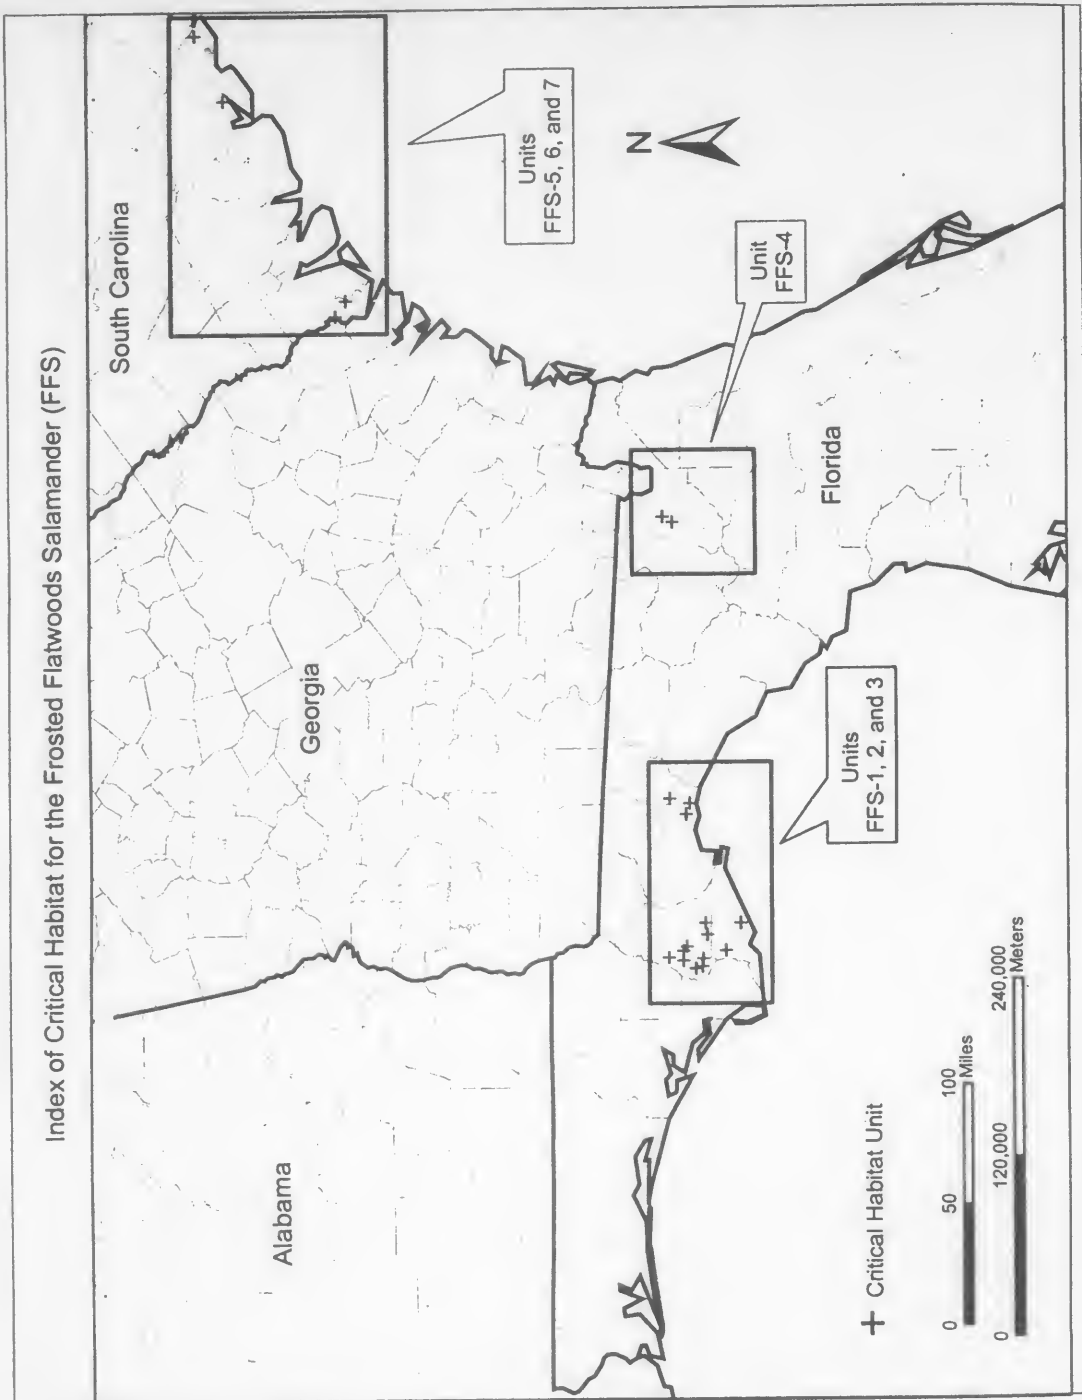 Index of Critical Habitat for the Frosted Flatwoods Salamander (FFS)
South Carolina
Units
FFS-5, 6, and 7
N
Georgia
Alabama
Unit
FFS-4
Florida
Units
FFS-1, 2, and 3
+ Critical Habitat Unit
0 50 100
Miles
0 120,000 240,000
Meters